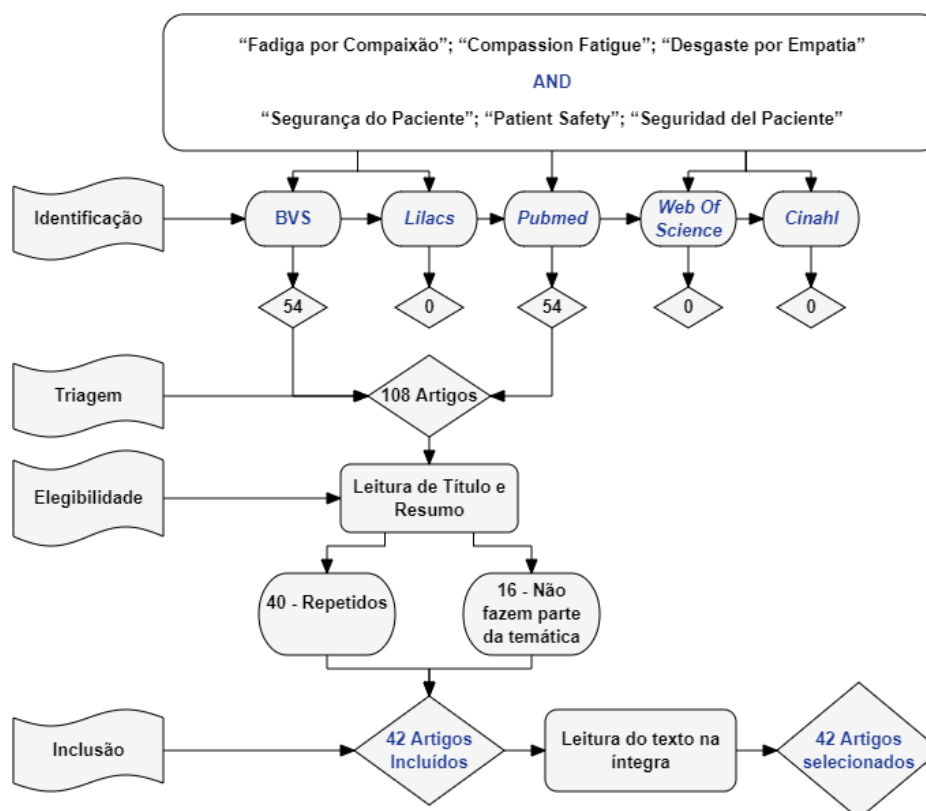 “Fadiga por Compaixão”; “Compassion Fatigue”; “Desgaste por Empatia”
AND
“Segurança do Paciente”; “Patient Safety”; “Seguridad del Paciente”
Identificação
BVS
Lilacs
Pubmed
Web Of
Science
Cinahl
54
0
54
0
0
Triagem
108 Artigos
Elegibilidade
Leitura de Título e
Resumo
40 - Repetidos
16 - Não
fazem parte
da temática
Inclusão
42 Artigos
Incluídos
Leitura do texto na
íntegra
42 Artigos
selecionados